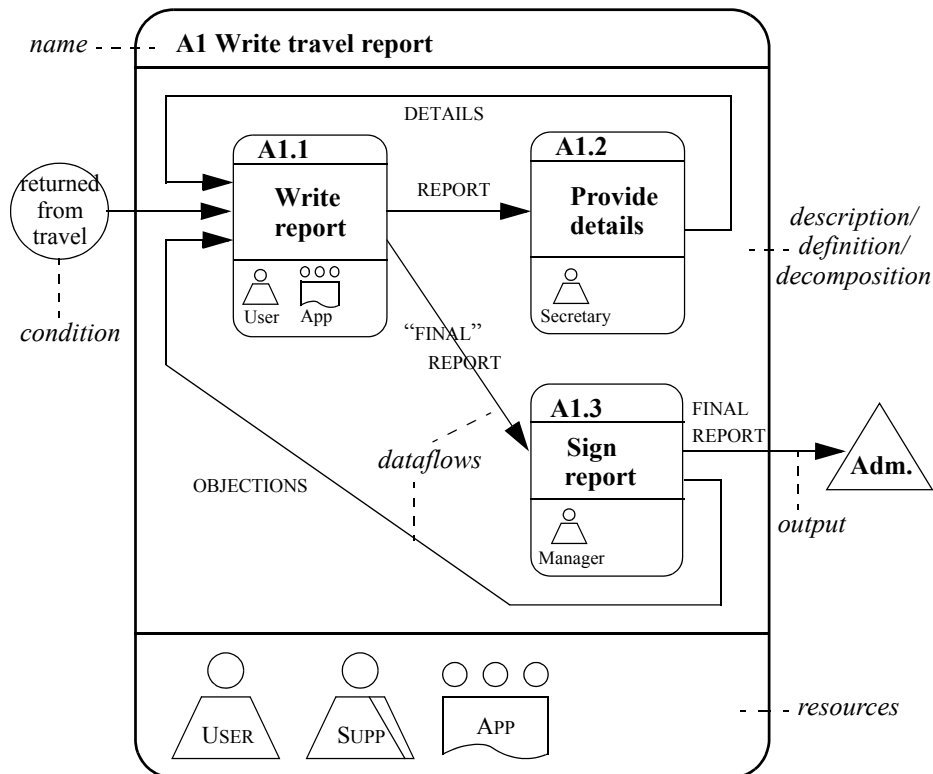 name
A1 Write travel report
DETAILS
A1.1
A1.2
returned
from
travel
Write
report
REPORT
Provide
details
description/
definition/
decomposition
User
App
Secretary
condition
“FINAL”
REPORT
A1.3
FINAL
REPORT
Sign
report
Adm.
dataflows
OBJECTIONS
output
Manager
USER
SUPP
APP
resources